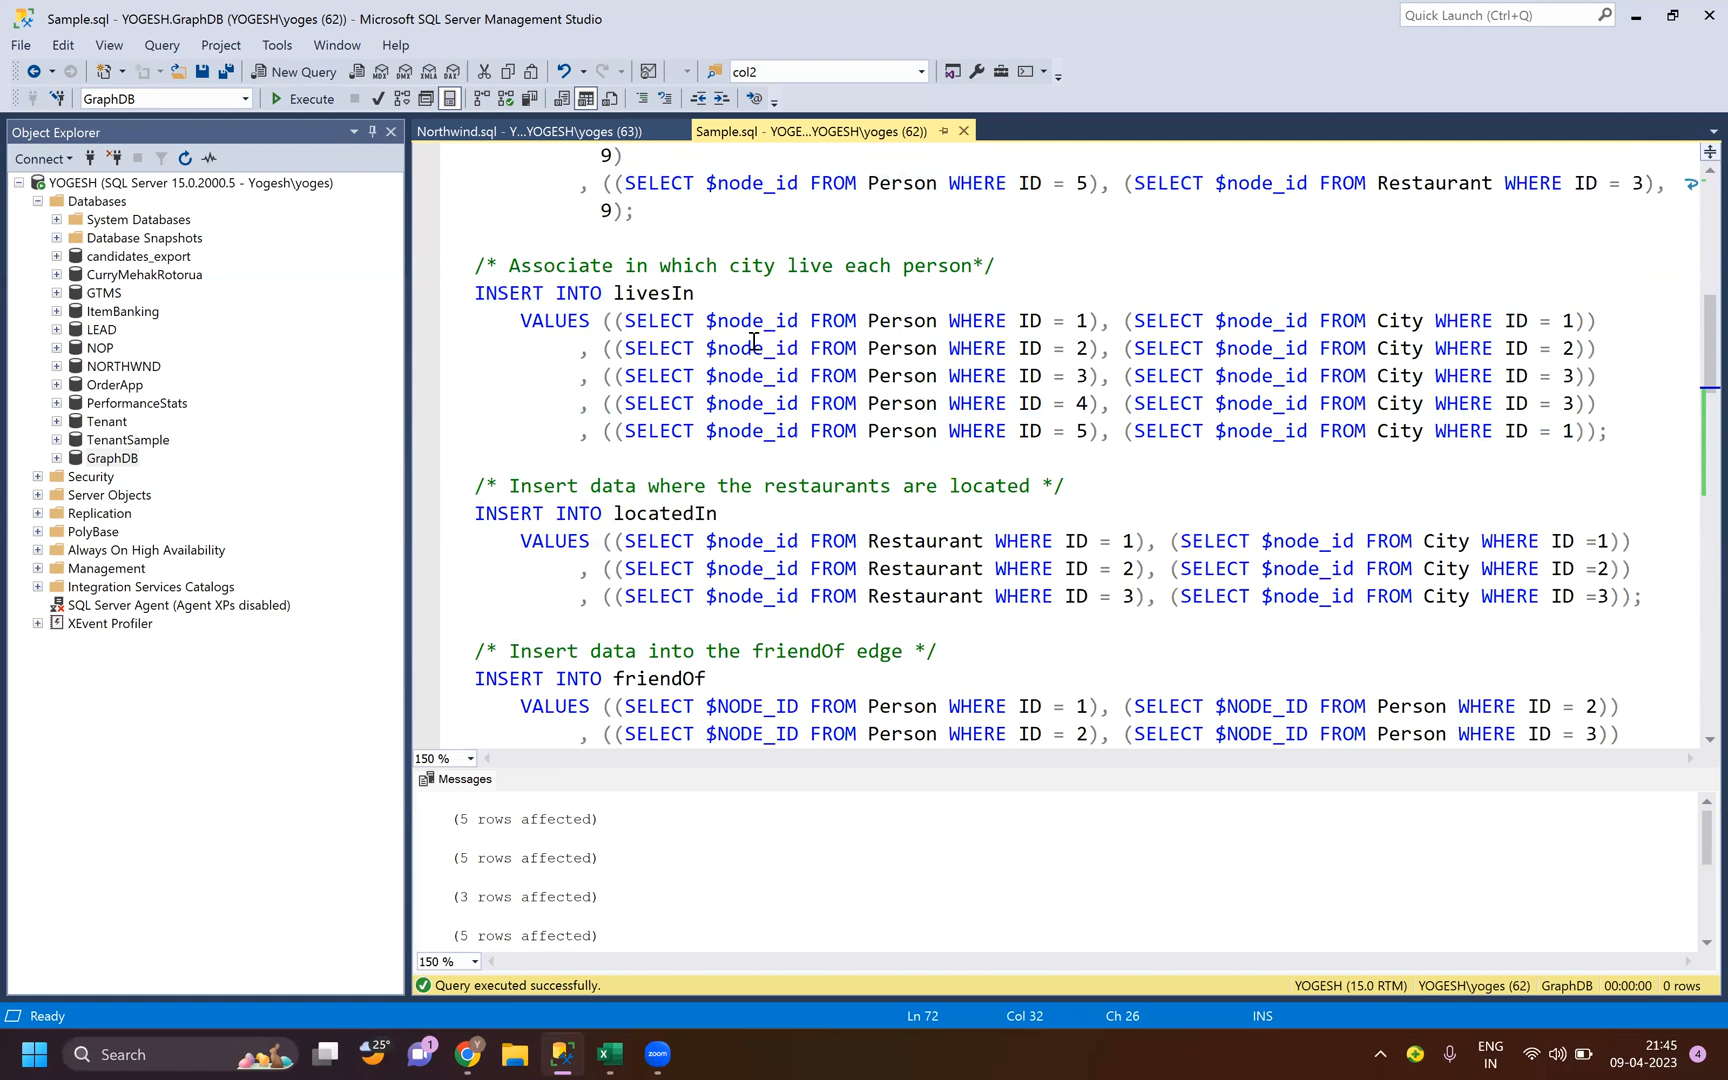 Sample.sql - YOGESH.GraphDB (YOGESH\yoges (62)) - Microsoft SQL Server Management Studio
Quick Launch (Ctrl+Q)
File Edit View Query Project Tools Window Help
New Query
MDX DMX XMLA DAX
col2
GraphDB
Execute
Object Explorer
Northwind.sql - Y...YOGESH\yoges (63))
Sample.sql - YOGE...YOGESH\yoges (62))
Connect
YOGESH (SQL Server 15.0.2000.5 - Yogesh\yoges)
Databases
System Databases
Database Snapshots
candidates_export
CurryMehakRotorua
GTMS
ItemBanking
LEAD
NOP
NORTHWND
OrderApp
PerformanceStats
Tenant
TenantSample
GraphDB
Security
Server Objects
Replication
PolyBase
Always On High Availability
Management
Integration Services Catalogs
SQL Server Agent (Agent XPs disabled)
XEvent Profiler
9)
, ((SELECT $node_id FROM Person WHERE ID = 5), (SELECT $node_id FROM Restaurant WHERE ID = 3),
9);
/* Associate in which city live each person*/
INSERT INTO livesIn
VALUES ((SELECT $node_id FROM Person WHERE ID = 1), (SELECT $node_id FROM City WHERE ID = 1))
, ((SELECT $node_id FROM Person WHERE ID = 2), (SELECT $node_id FROM City WHERE ID = 2))
, ((SELECT $node_id FROM Person WHERE ID = 3), (SELECT $node_id FROM City WHERE ID = 3))
, ((SELECT $node_id FROM Person WHERE ID = 4), (SELECT $node_id FROM City WHERE ID = 3))
, ((SELECT $node_id FROM Person WHERE ID = 5), (SELECT $node_id FROM City WHERE ID = 1));
/* Insert data where the restaurants are located */
INSERT INTO locatedIn
VALUES ((SELECT $node_id FROM Restaurant WHERE ID = 1), (SELECT $node_id FROM City WHERE ID =1))
, ((SELECT $node_id FROM Restaurant WHERE ID = 2), (SELECT $node_id FROM City WHERE ID =2))
, ((SELECT $node_id FROM Restaurant WHERE ID = 3), (SELECT $node_id FROM City WHERE ID =3));
/* Insert data into the friendOf edge */
INSERT INTO friendOf
VALUES ((SELECT $NODE_ID FROM Person WHERE ID = 1), (SELECT $NODE_ID FROM Person WHERE ID = 2))
, ((SELECT $NODE_ID FROM Person WHERE ID = 2), (SELECT $NODE_ID FROM Person WHERE ID = 3))
150 %
Messages
(5 rows affected)
(5 rows affected)
(3 rows affected)
(5 rows affected)
150 %
Query executed successfully.
YOGESH (15.0 RTM) YOGESH\yoges (62) GraphDB 00:00:00 0 rows
Ready
Ln 72 Col 32 Ch 26 INS
Search
25°
1
Y
zoom
ENG
IN
21:45
09-04-2023
4